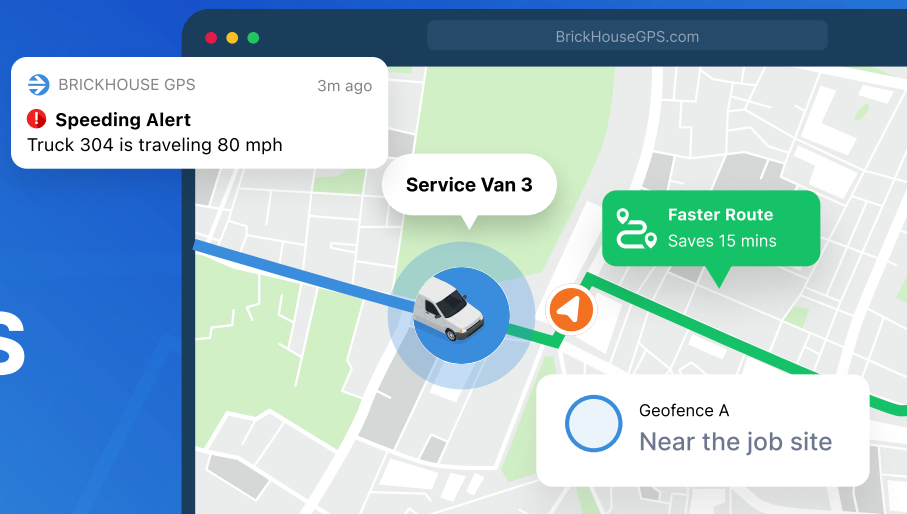 BrickHouseGPS.com
BRICKHOUSE GPS
3m ago
Speeding Alert
Truck 304 is traveling 80 mph
Service Van 3
Faster Route
Saves 15 mins
s
Geofence A
Near the job site